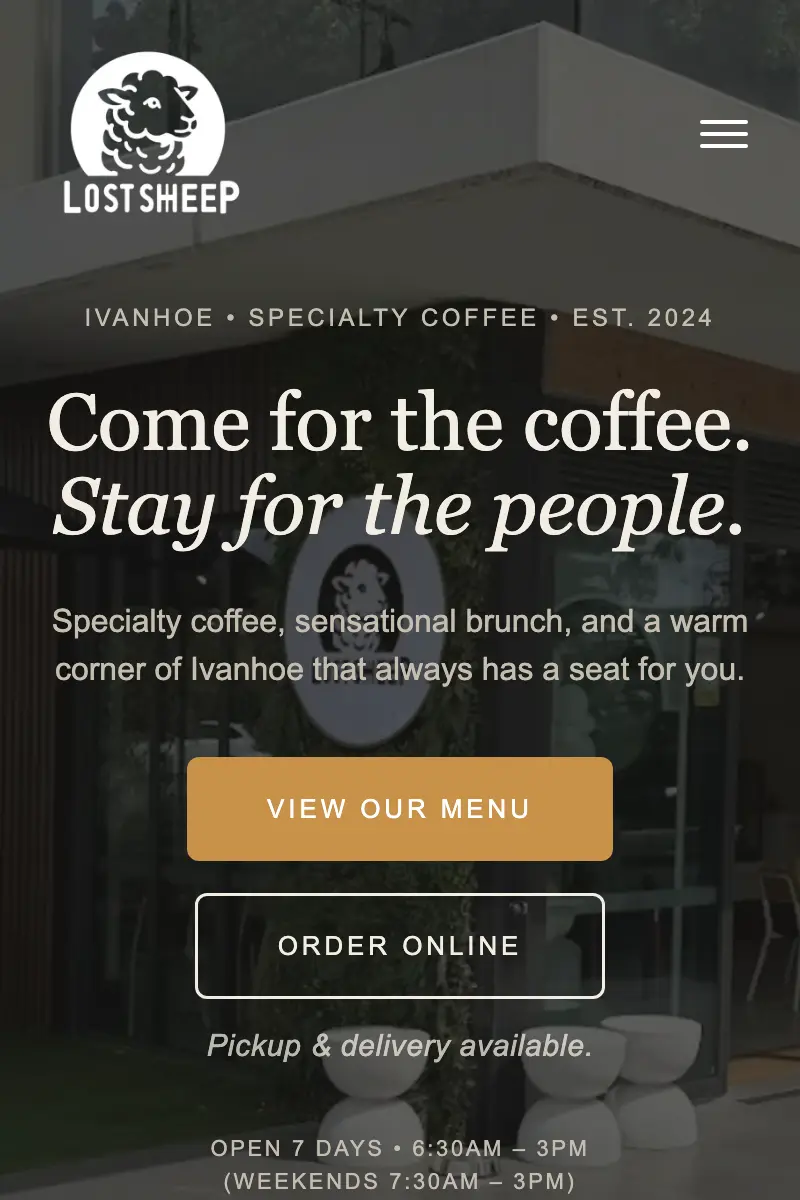 LOST SHEEP
IVANHOE • SPECIALTY COFFEE • EST. 2024
Come for the coffee.
Stay for the people.
Specialty coffee, sensational brunch, and a warm
corner of Ivanhoe that always has a seat for you.
LOST SHEEP
VIEW OUR MENU
ORDER ONLINE
Pickup & delivery available.
OPEN 7 DAYS • 6:30AM – 3PM
(WEEKENDS 7:30AM – 3PM)